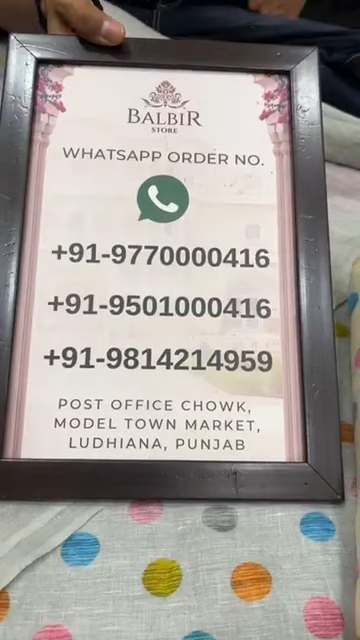 BALBIR
STORE
WHATSAPP ORDER NO.
+91-9770000416
+91-9501000416
+91-9814214959
POST OFFICE CHOWK,
MODEL TOWN MARKET,
LUDHIANA, PUNJAB